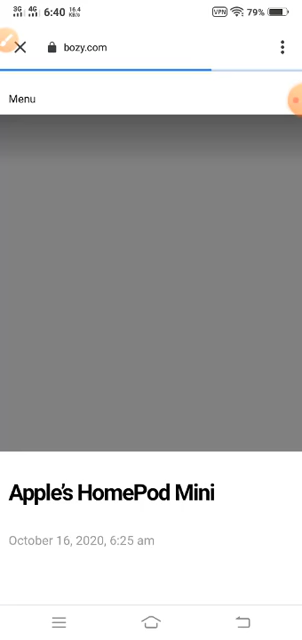 3G 4G 6:40 16.4 KB/s VPN 79%
bozy.com
Menu
Apple's HomePod Mini
October 16, 2020, 6:25 am